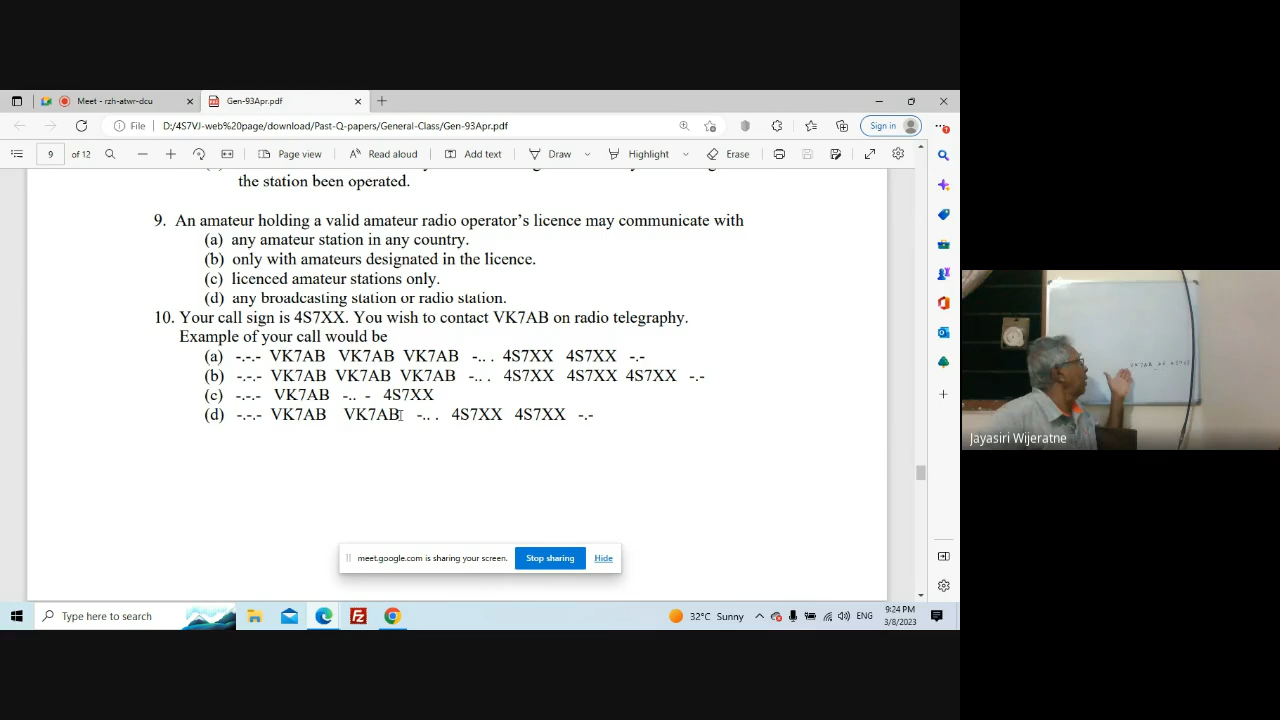 Meet - rzh-atwr-dcu
Gen-93Apr.pdf
File
D:/4S7VJ-web%20page/download/Past-Q-papers/General-Class/Gen-93Apr.pdf
Sign in
9 of 12
Page view
Read aloud
Add text
Draw
Highlight
Erase
the station been operated.
9. An amateur holding a valid amateur radio operator's licence may communicate with
(a) any amateur station in any country.
(b) only with amateurs designated in the licence.
(c) licenced amateur stations only.
(d) any broadcasting station or radio station.
10. Your call sign is 4S7XX. You wish to contact VK7AB on radio telegraphy.
Example of your call would be
(a) -.-.- VK7AB VK7AB VK7AB -.. . 4S7XX 4S7XX -.-
(b) -.-.- VK7AB VK7AB VK7AB -.. . 4S7XX 4S7XX 4S7XX -.-
(c) -.-.- VK7AB -.. - 4S7XX
(d) -.-.- VK7AB VK7AB -.. . 4S7XX 4S7XX -.-
meet.google.com is sharing your screen.
Stop sharing
Hide
Jayasiri Wijeratne
Type here to search
32°C Sunny
ENG
9:24 PM
3/8/2023